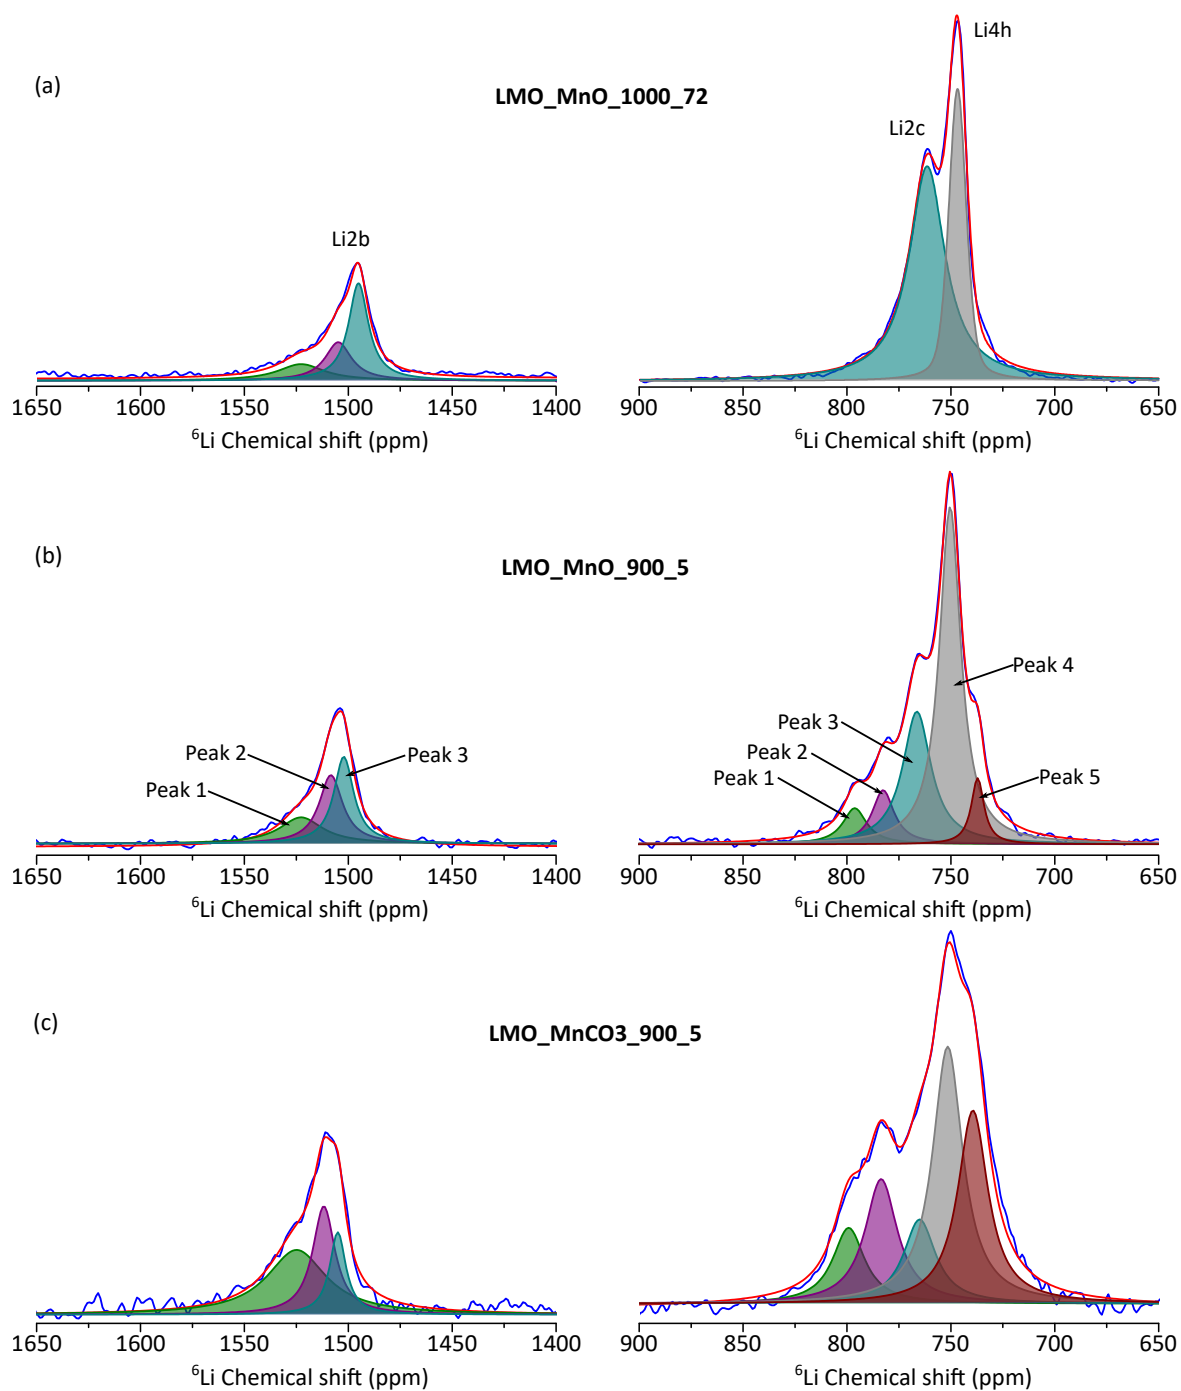 (a)
LMO_MnO_1000_72
Li2b
Li2c
Li4h
1650 1600 1550 1500 1450 1400
900 850 800 750 700 650
⁶Li Chemical shift (ppm)
⁶Li Chemical shift (ppm)
(b)
LMO_MnO_900_5
Peak 1
Peak 2
Peak 3
Peak 1
Peak 2
Peak 3
Peak 4
Peak 5
1650 1600 1550 1500 1450 1400
900 850 800 750 700 650
⁶Li Chemical shift (ppm)
⁶Li Chemical shift (ppm)
(c)
LMO_MnCO3_900_5
1650 1600 1550 1500 1450 1400
900 850 800 750 700 650
⁶Li Chemical shift (ppm)
⁶Li Chemical shift (ppm)